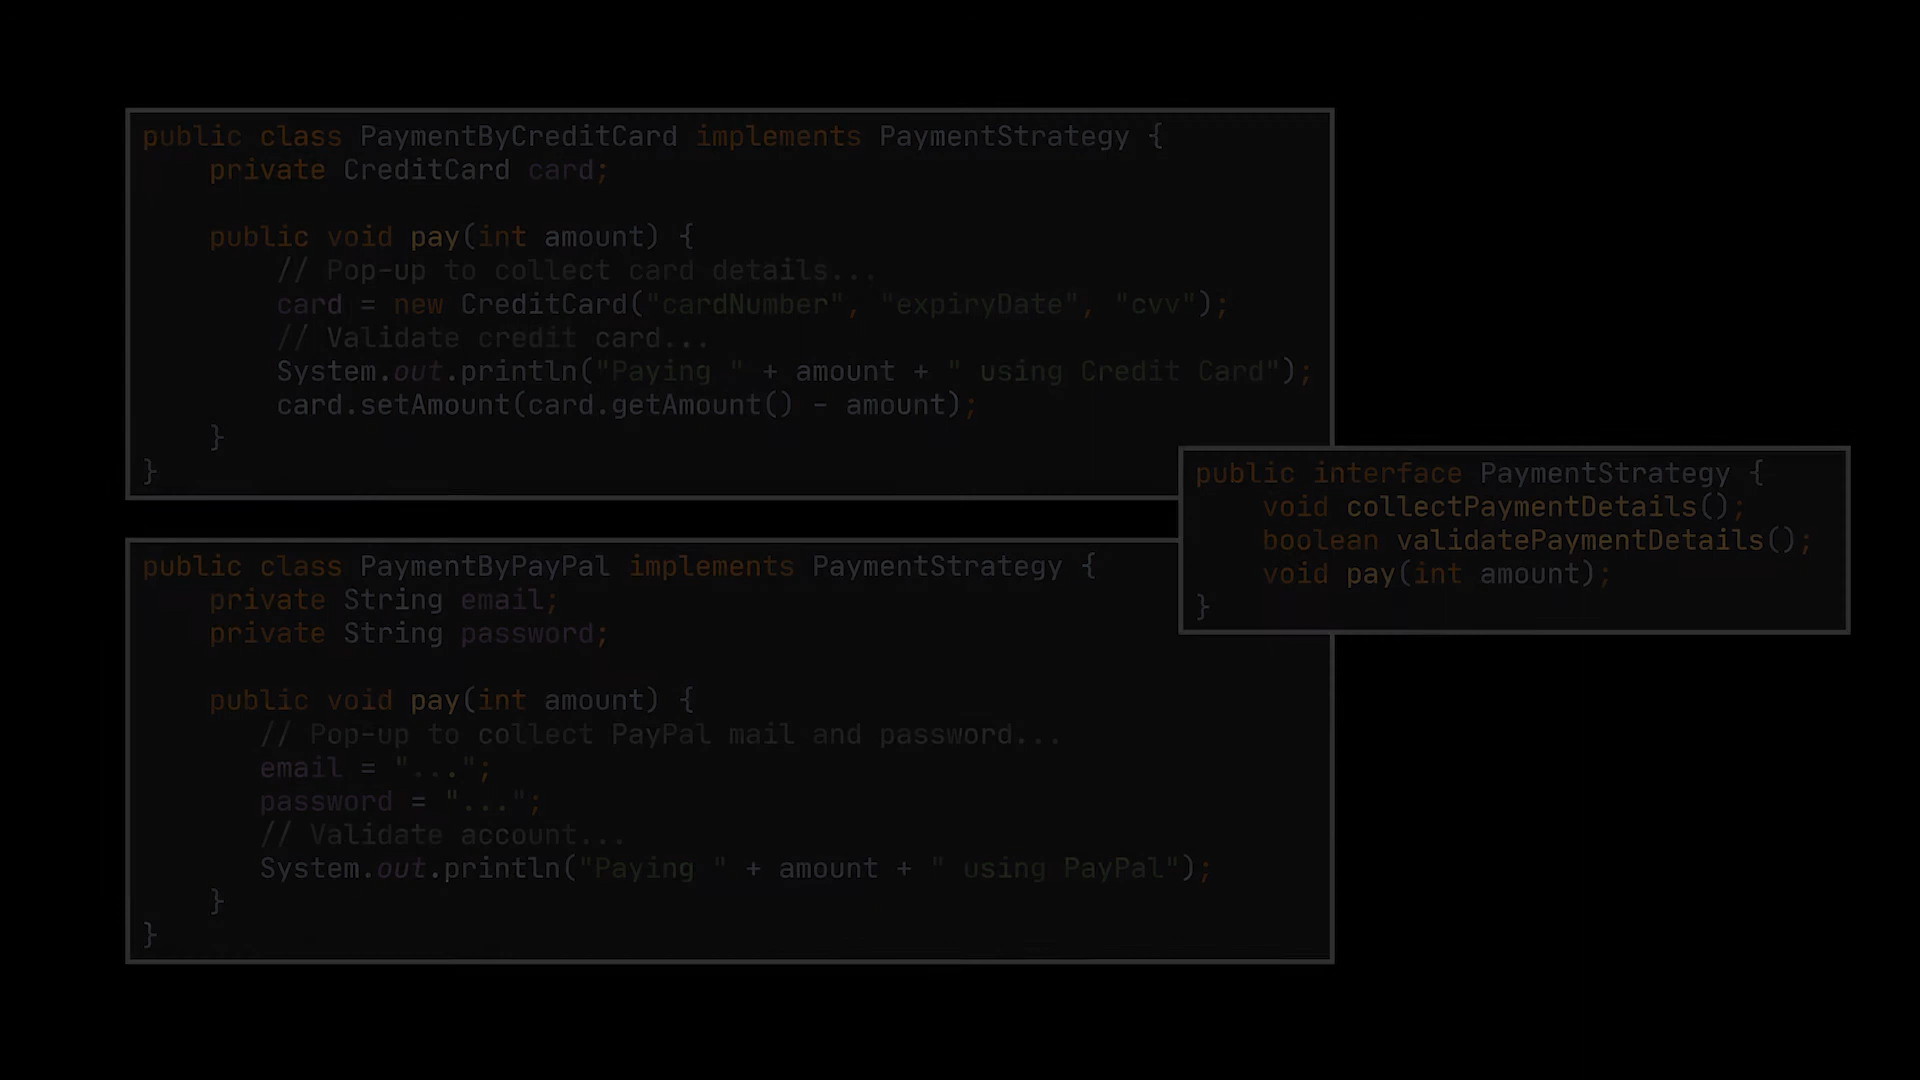 public class PaymentByCreditCard implements PaymentStrategy {
private CreditCard card;
public void pay(int amount) {
// Pop-up to collect card details...
card = new CreditCard("cardNumber", "expiryDate", "cvv");
// Validate credit card...
System.out.println("Paying " + amount + " using Credit Card");
card.setAmount(card.getAmount() - amount);
}
}
public interface PaymentStrategy {
void collectPaymentDetails();
boolean validatePaymentDetails();
void pay(int amount);
}
public class PaymentByPayPal implements PaymentStrategy {
private String email;
private String password;
public void pay(int amount) {
// Pop-up to collect PayPal mail and password...
email = "...";
password = "...";
// Validate account...
System.out.println("Paying " + amount + " using PayPal");
}
}